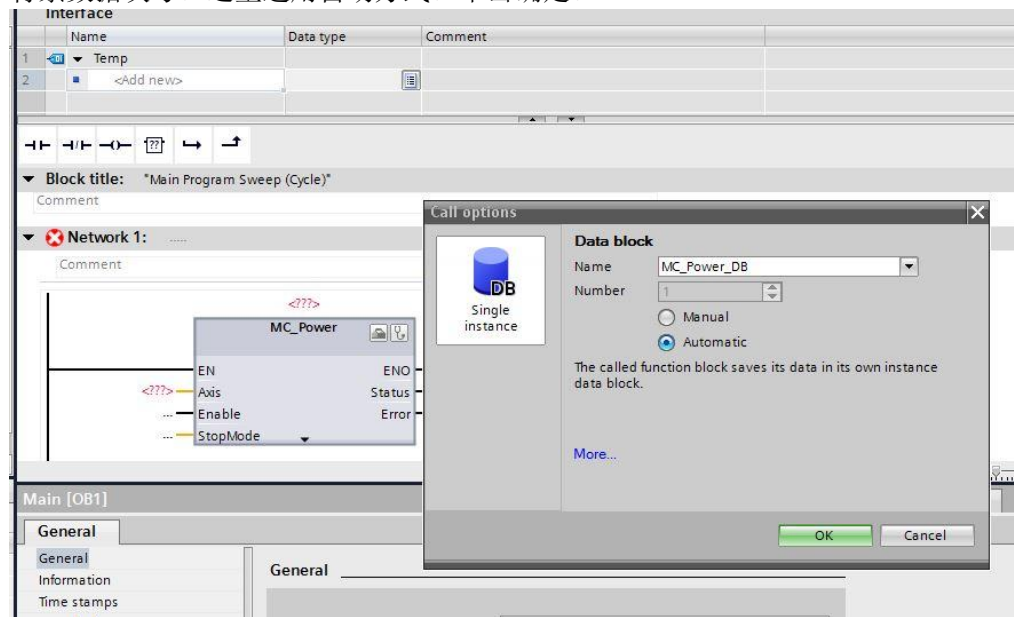 Interface
Name Data type Comment
1 Temp
2 <Add new>
??
Block title: "Main Program Sweep (Cycle)"
Comment
Network 1: .....
Comment
<???>
MC_Power
EN ENO
<???> Axis Status
... Enable Error
... StopMode
Call options
DB
Single
instance
Data block
Name MC_Power_DB
Number 1
Manual
Automatic
The called function block saves its data in its own instance
data block.
More...
OK Cancel
Main [OB1]
General
General
Information
Time stamps
General